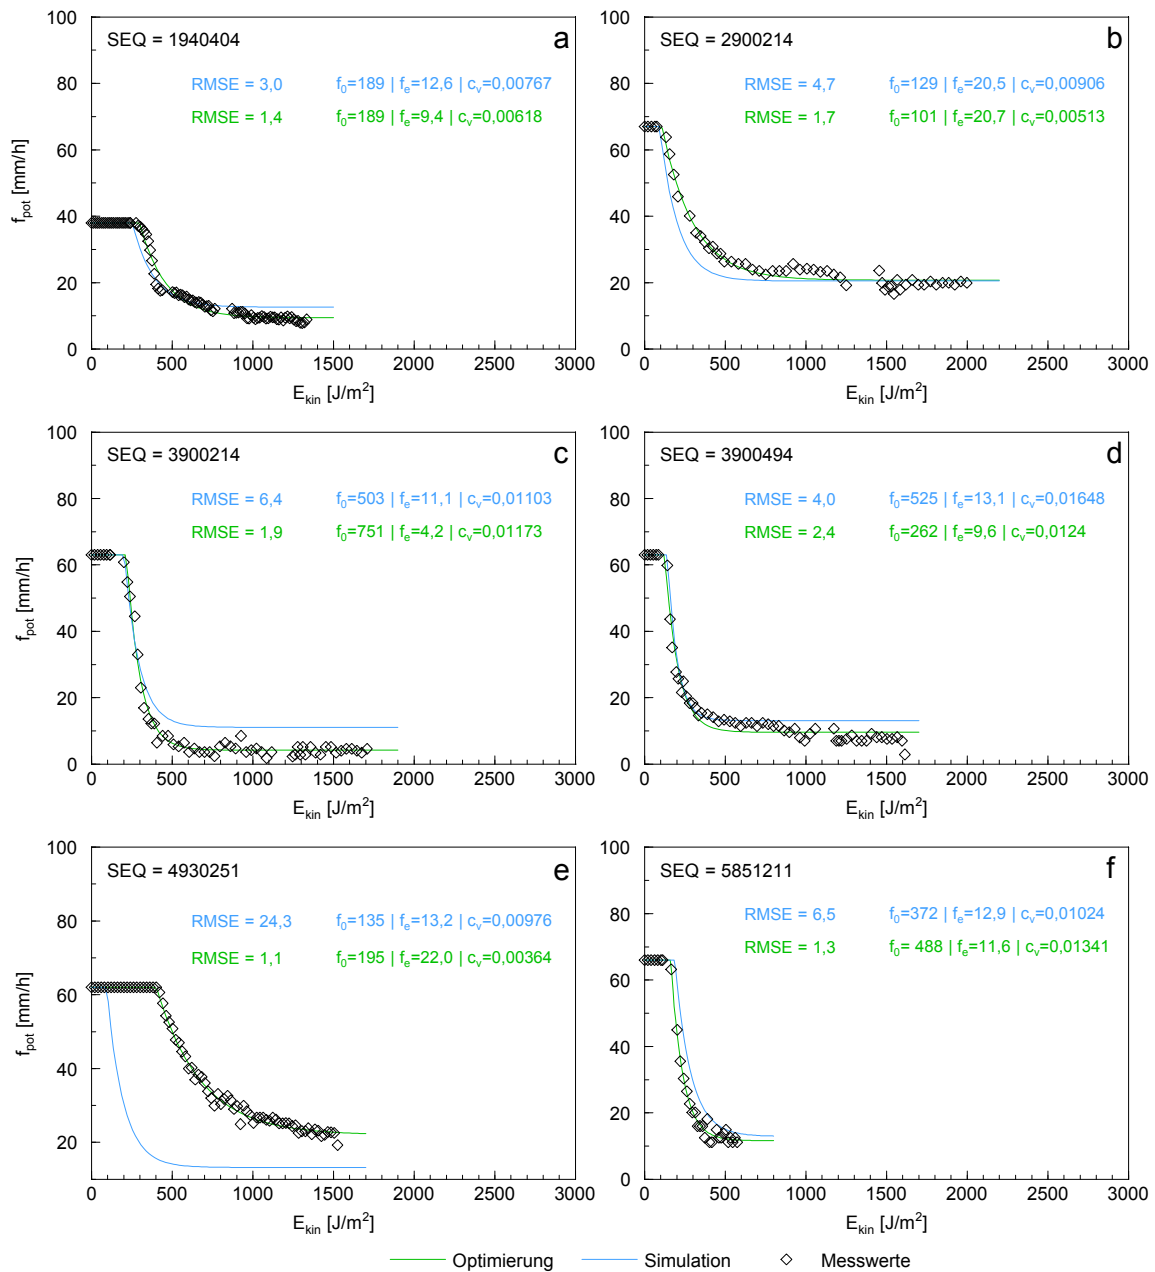 100
SEQ = 1940404
a
RMSE = 3,0 f₀=189 | fₑ=12,6 | cᵥ=0,00767
80
RMSE = 1,4 f₀=189 | fₑ=9,4 | cᵥ=0,00618
60
f_pot [mm/h]
40
20
0
0 500 1000 1500 2000 2500 3000
E_kin [J/m²]
100
SEQ = 2900214
b
RMSE = 4,7 f₀=129 | fₑ=20,5 | cᵥ=0,00906
80
RMSE = 1,7 f₀=101 | fₑ=20,7 | cᵥ=0,00513
60
40
20
0
0 500 1000 1500 2000 2500 3000
E_kin [J/m²]
100
SEQ = 3900214
c
RMSE = 6,4 f₀=503 | fₑ=11,1 | cᵥ=0,01103
80
RMSE = 1,9 f₀=751 | fₑ=4,2 | cᵥ=0,01173
60
f_pot [mm/h]
40
20
0
0 500 1000 1500 2000 2500 3000
E_kin [J/m²]
100
SEQ = 3900494
d
RMSE = 4,0 f₀=525 | fₑ=13,1 | cᵥ=0,01648
80
RMSE = 2,4 f₀=262 | fₑ=9,6 | cᵥ=0,0124
60
40
20
0
0 500 1000 1500 2000 2500 3000
E_kin [J/m²]
100
SEQ = 4930251
e
RMSE = 24,3 f₀=135 | fₑ=13,2 | cᵥ=0,00976
80
RMSE = 1,1 f₀=195 | fₑ=22,0 | cᵥ=0,00364
60
f_pot [mm/h]
40
20
0 500 1000 1500 2000 2500 3000
E_kin [J/m²]
100
SEQ = 5851211
f
RMSE = 6,5 f₀=372 | fₑ=12,9 | cᵥ=0,01024
80
RMSE = 1,3 f₀= 488 | fₑ=11,6 | cᵥ=0,01341
60
40
20
0
0 500 1000 1500 2000 2500 3000
E_kin [J/m²]
Optimierung Simulation Messwerte